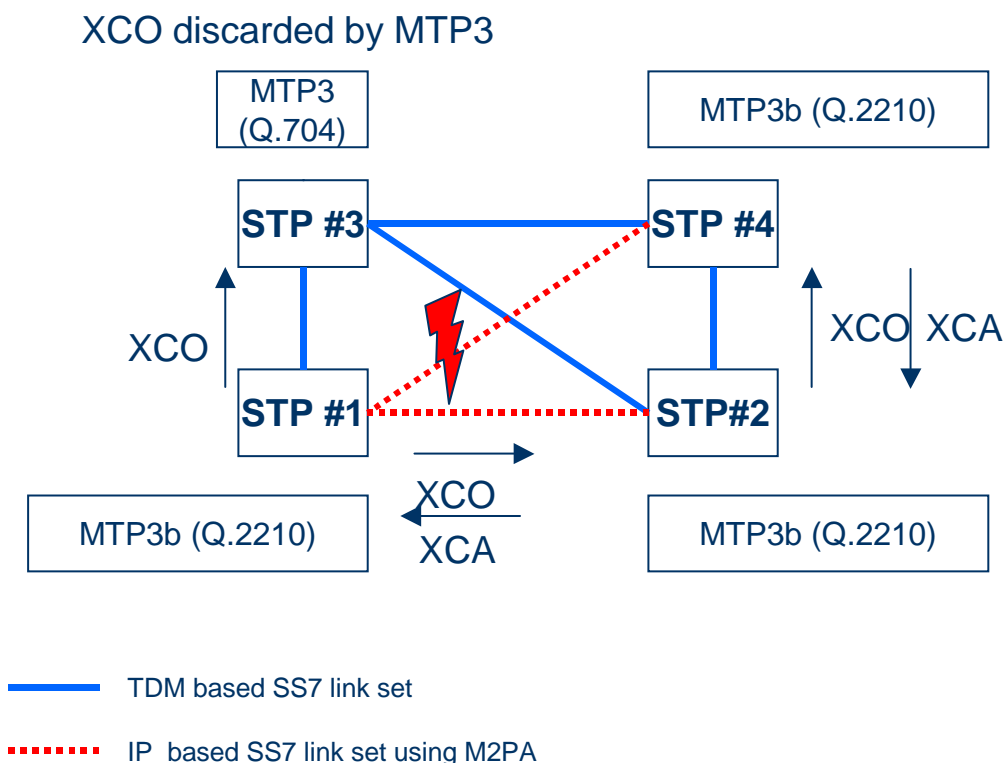 XCO discarded by MTP3
MTP3
(Q.704)
MTP3b (Q.2210)
STP #3
STP #4
XCO
XCO
XCA
STP #1
STP#2
XCO
XCA
MTP3b (Q.2210)
MTP3b (Q.2210)
TDM based SS7 link set
IP based SS7 link set using M2PA